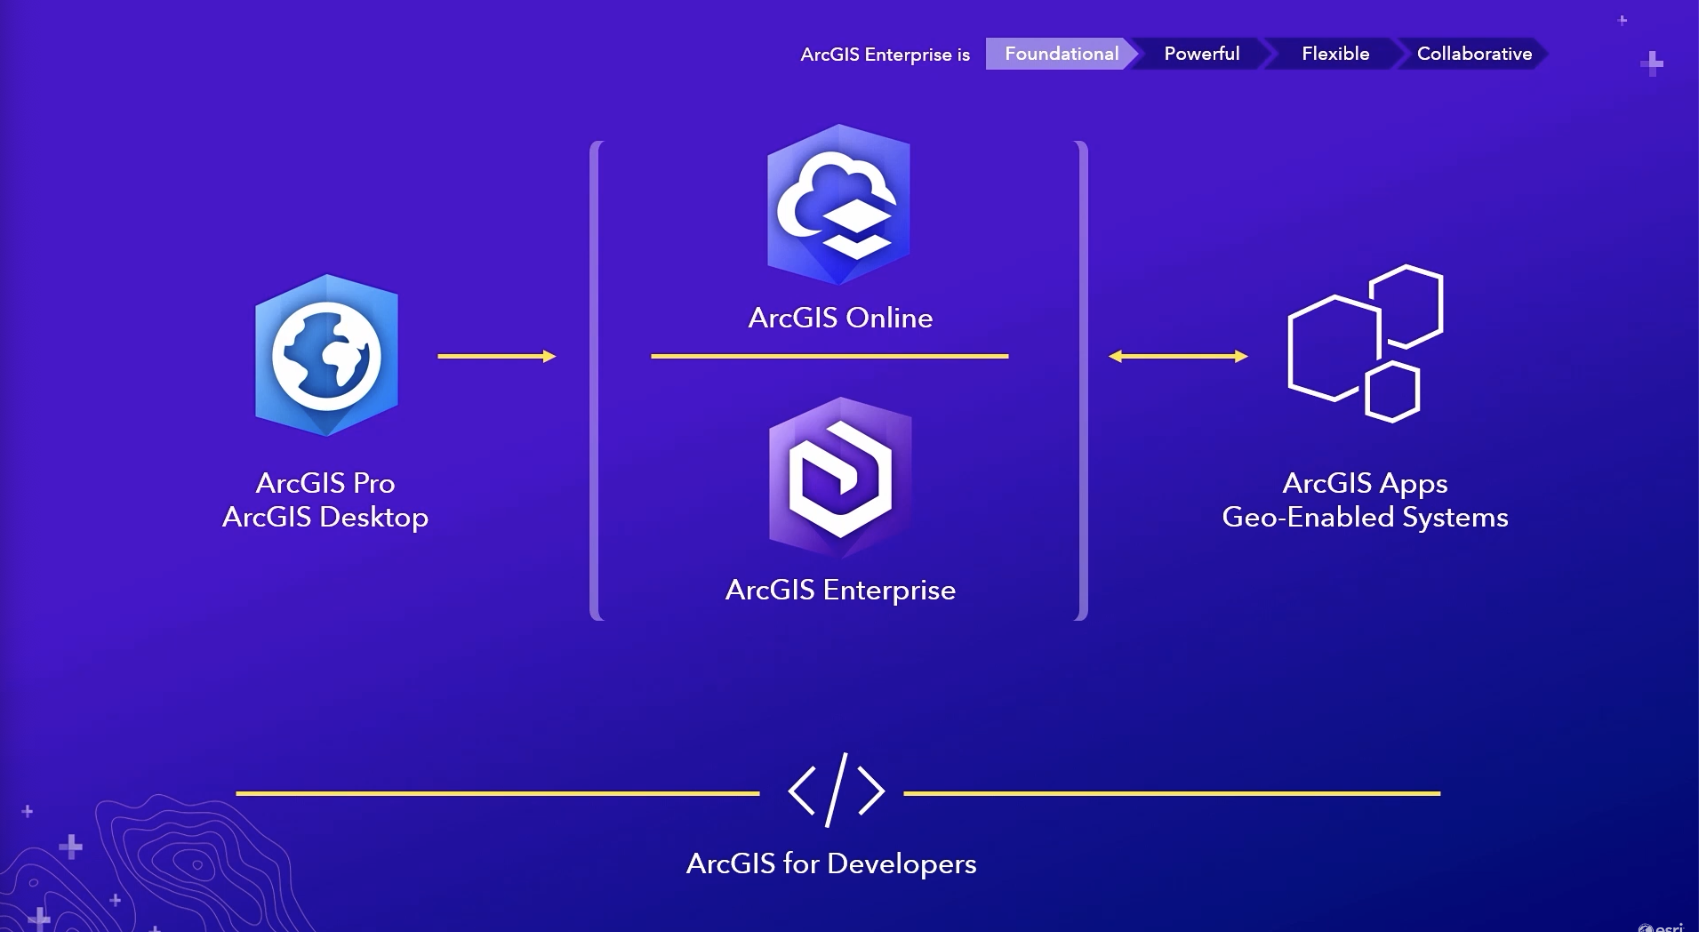 ArcGIS Enterprise is
Foundational
Powerful
Flexible
Collaborative
ArcGIS Online
ArcGIS Pro
ArcGIS Desktop
ArcGIS Enterprise
ArcGIS Apps
Geo-Enabled Systems
</>
ArcGIS for Developers
esri